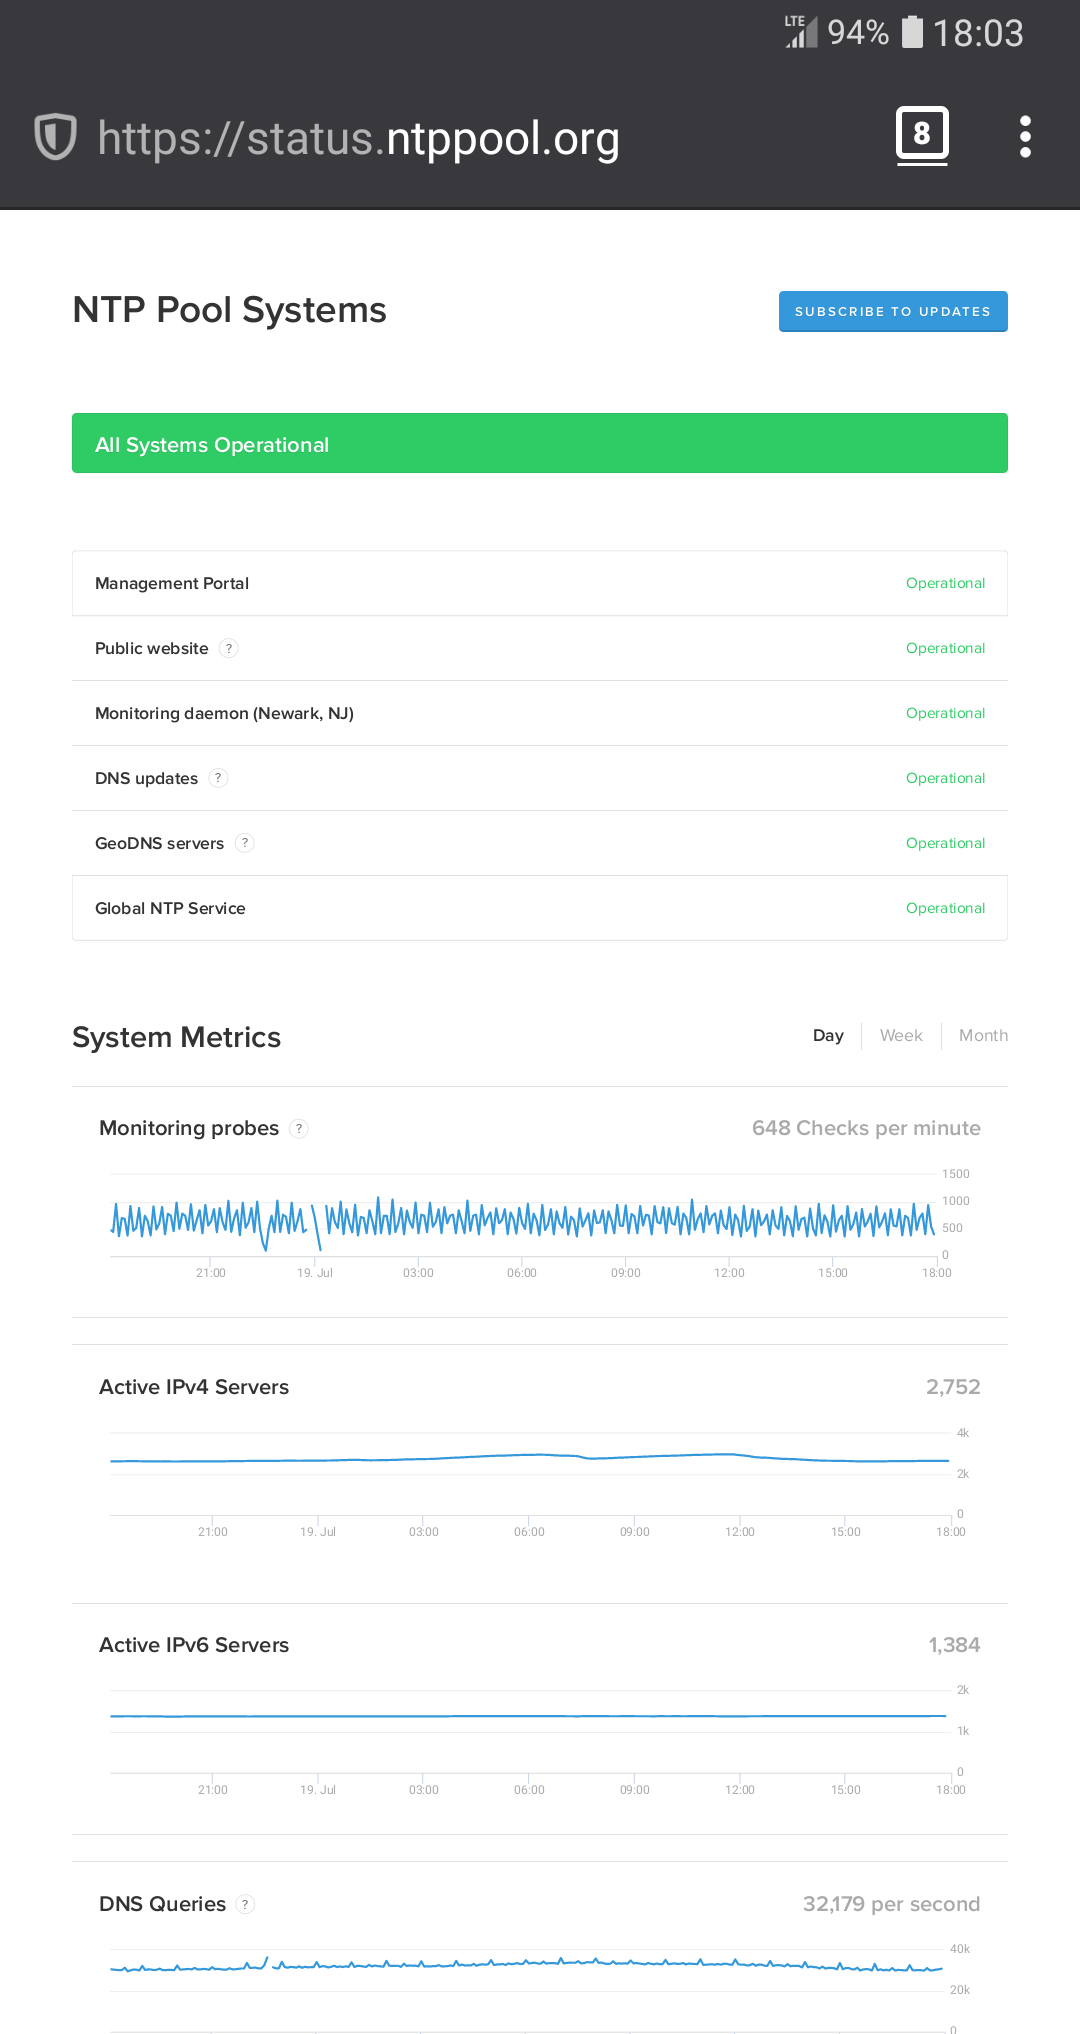 LTE 94% 18:03
https://status.ntppool.org 8
NTP Pool Systems SUBSCRIBE TO UPDATES
All Systems Operational
Management Portal Operational
Public website ? Operational
Monitoring daemon (Newark, NJ) Operational
DNS updates ? Operational
GeoDNS servers ? Operational
Global NTP Service Operational
System Metrics Day Week Month
Monitoring probes ? 648 Checks per minute
1500
1000
500
0
21:00 19. Jul 03:00 06:00 09:00 12:00 15:00 18:00
Active IPv4 Servers 2,752
4k
2k
0
21:00 19. Jul 03:00 06:00 09:00 12:00 15:00 18:00
Active IPv6 Servers 1,384
2k
1k
0
21:00 19. Jul 03:00 06:00 09:00 12:00 15:00 18:00
DNS Queries ? 32,179 per second
40k
20k
0